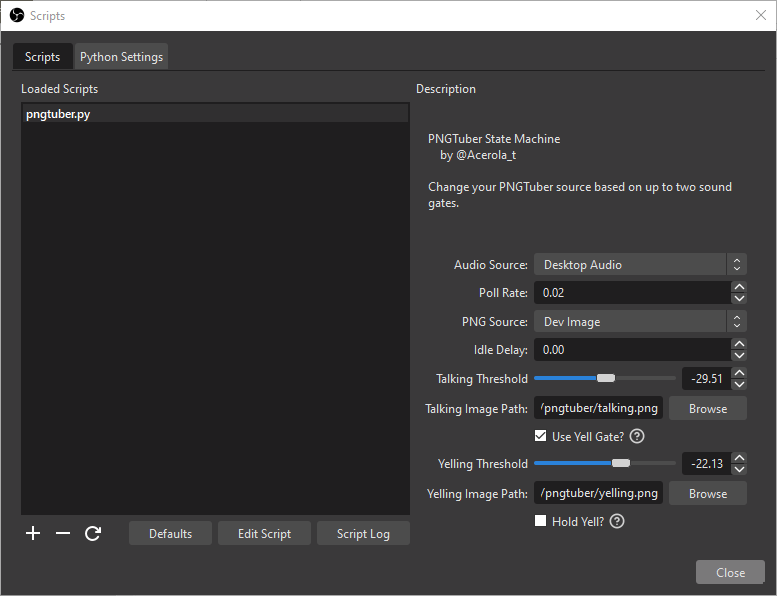 Scripts
Scripts
Python Settings
Loaded Scripts
Description
pngtuber.py
PNGTuber State Machine
by @Acerola_t
Change your PNGTuber source based on up to two sound
gates.
Audio Source: Desktop Audio
Poll Rate: 0.02
PNG Source: Dev Image
Idle Delay: 0.00
Talking Threshold -29.51
Talking Image Path: /pngtuber/talking.png Browse
Use Yell Gate? ?
Yelling Threshold -22.13
Yelling Image Path: /pngtuber/yelling.png Browse
Hold Yell? ?
Defaults Edit Script Script Log
Close